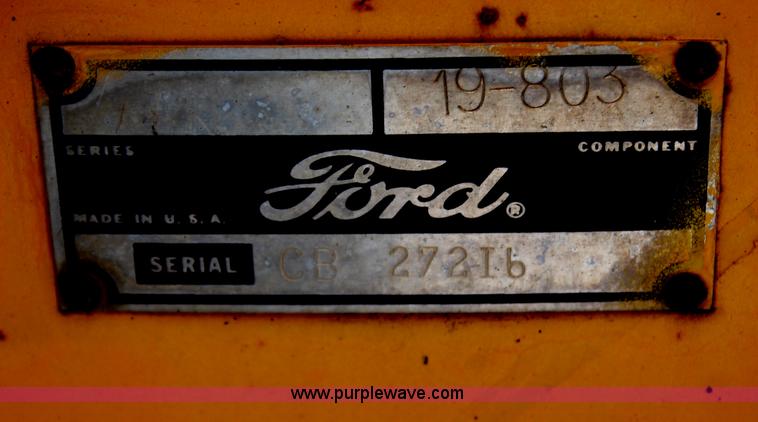 19-803
SERIES COMPONENT
Ford®
MADE IN U.S.A.
SERIAL CB 27216
www.purplewave.com